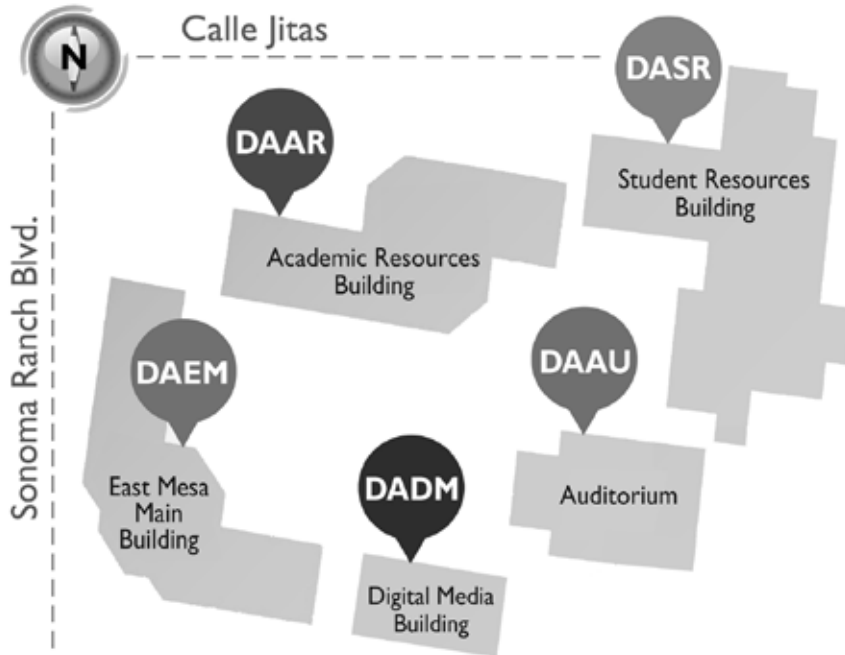 N
Calle Jitas
DASR
DAAR
Student Resources
Building
Academic Resources
Building
Sonoma Ranch Blvd.
DAEM
DAAU
East Mesa
Main
Building
DADM
Auditorium
Digital Media
Building